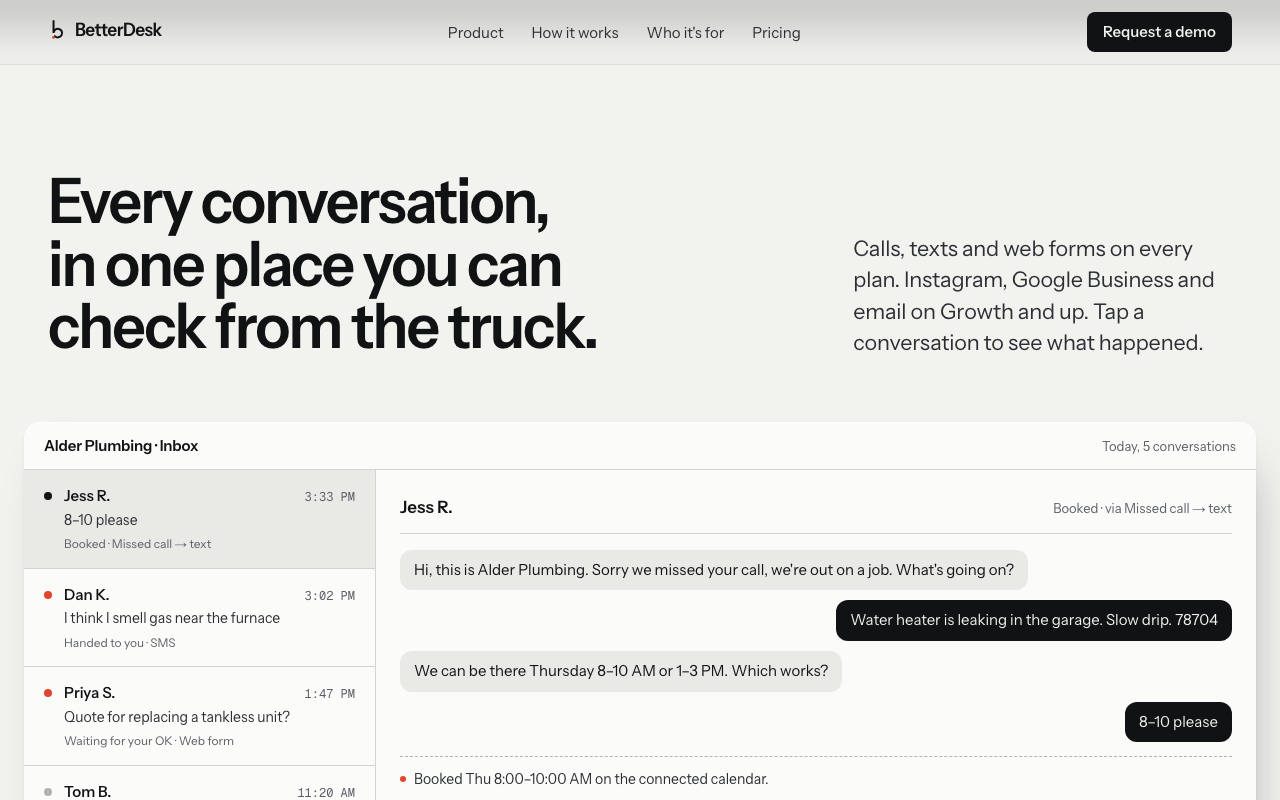 BetterDesk
Product
How it works
Who it's for
Pricing
Request a demo
Every conversation,
in one place you can
check from the truck.
Calls, texts and web forms on every
plan. Instagram, Google Business and
email on Growth and up. Tap a
conversation to see what happened.
Alder Plumbing · Inbox
Today, 5 conversations
Jess R.
3:33 PM
8–10 please
Booked · Missed call → text
Dan K.
3:02 PM
I think I smell gas near the furnace
Handed to you · SMS
Priya S.
1:47 PM
Quote for replacing a tankless unit?
Waiting for your OK · Web form
Tom B.
11:20 AM
Jess R.
Booked · via Missed call → text
Hi, this is Alder Plumbing. Sorry we missed your call, we're out on a job. What's going on?
Water heater is leaking in the garage. Slow drip. 78704
We can be there Thursday 8–10 AM or 1–3 PM. Which works?
8–10 please
Booked Thu 8:00–10:00 AM on the connected calendar.